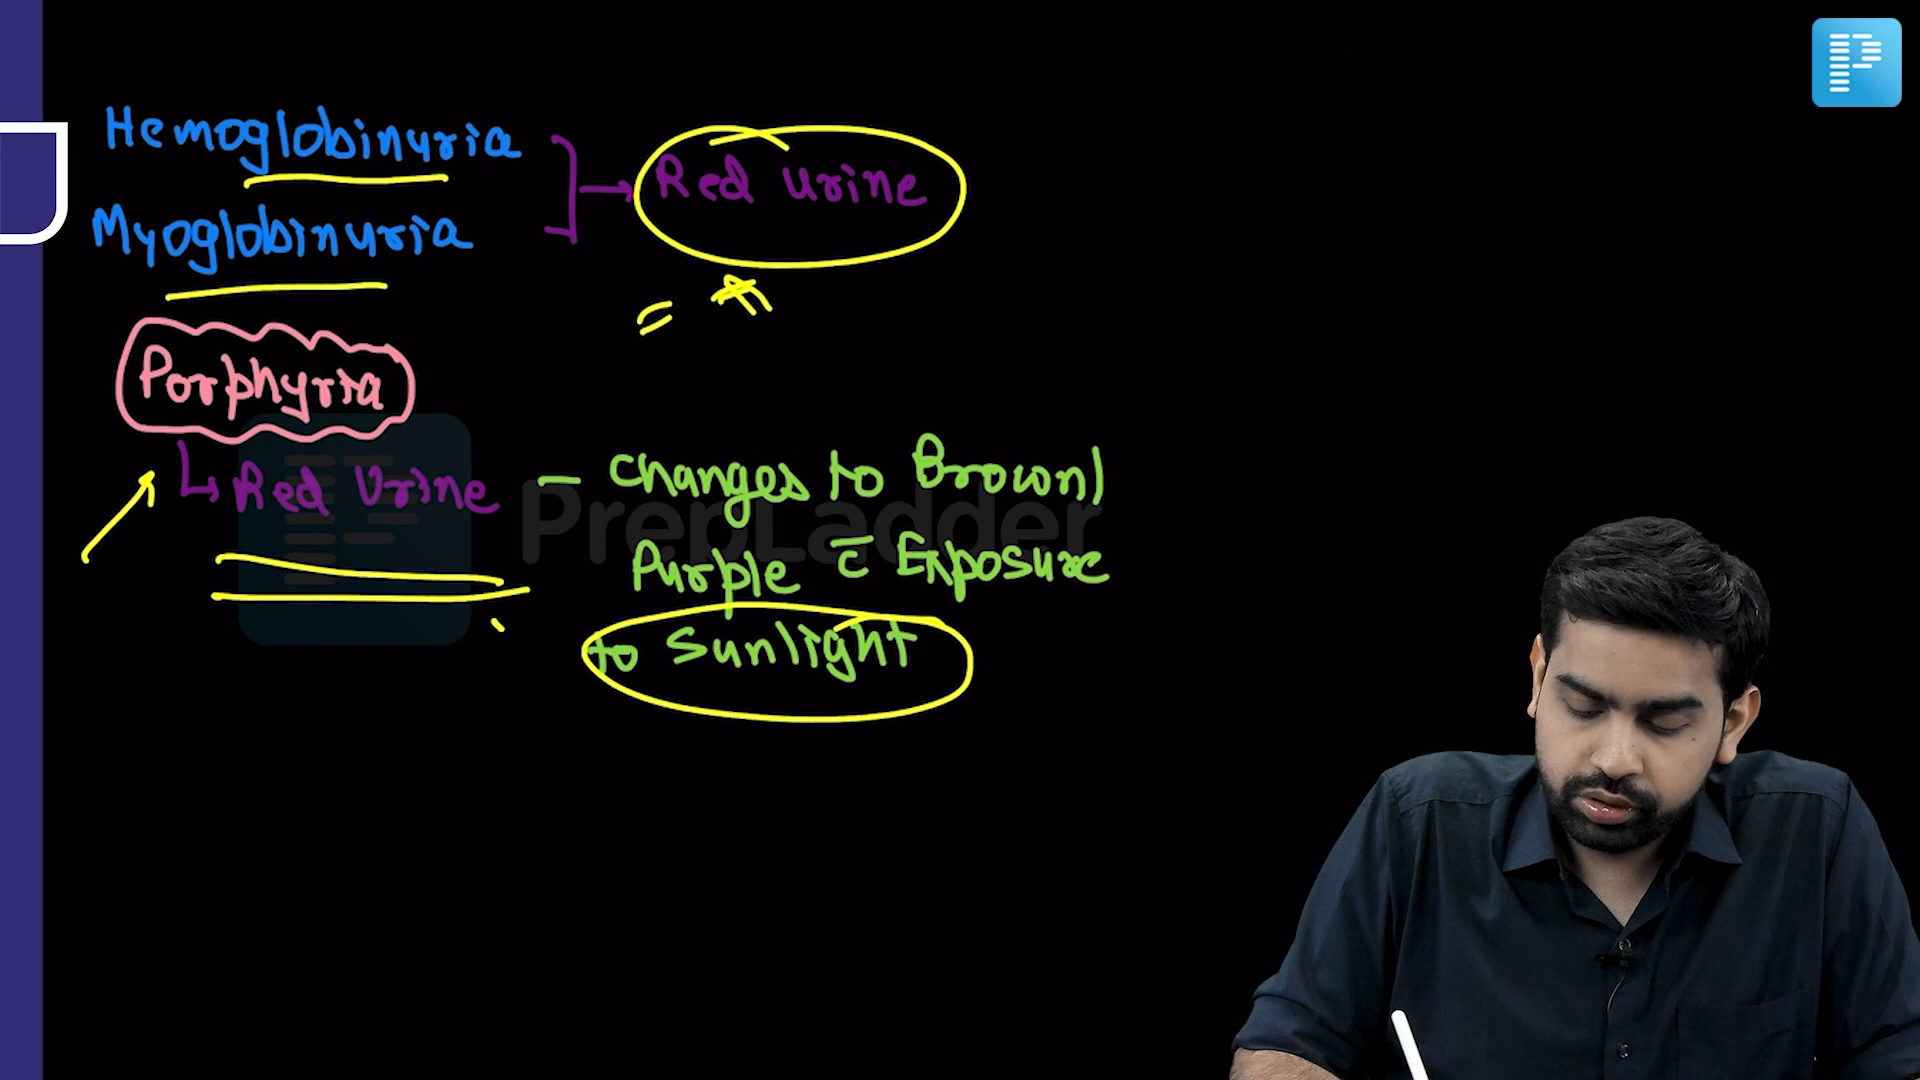 Hemoglobinuria
Myoglobinuria
Red urine
Porphyria
Red Urine - Changes to Brown/
Purple c̄ Exposure
to Sunlight
PrepLadder